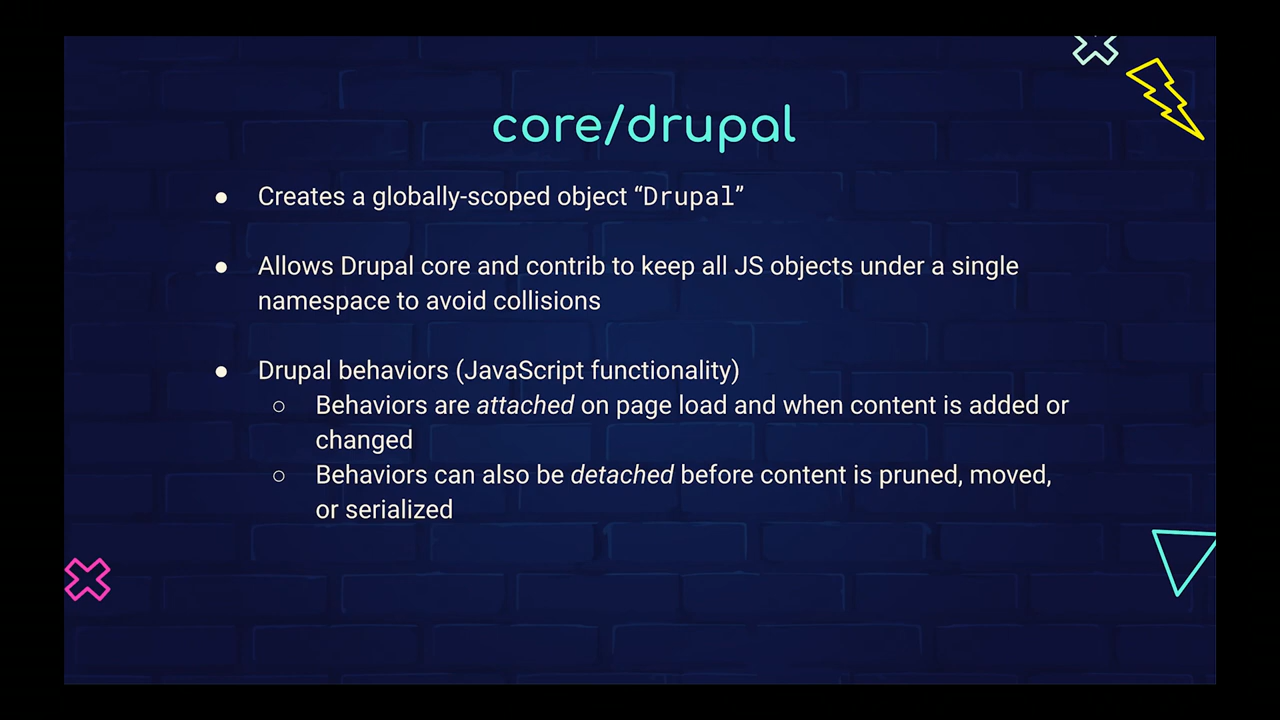 core/drupal
● Creates a globally-scoped object “Drupal”
● Allows Drupal core and contrib to keep all JS objects under a single
namespace to avoid collisions
● Drupal behaviors (JavaScript functionality)
○ Behaviors are attached on page load and when content is added or
changed
○ Behaviors can also be detached before content is pruned, moved,
or serialized